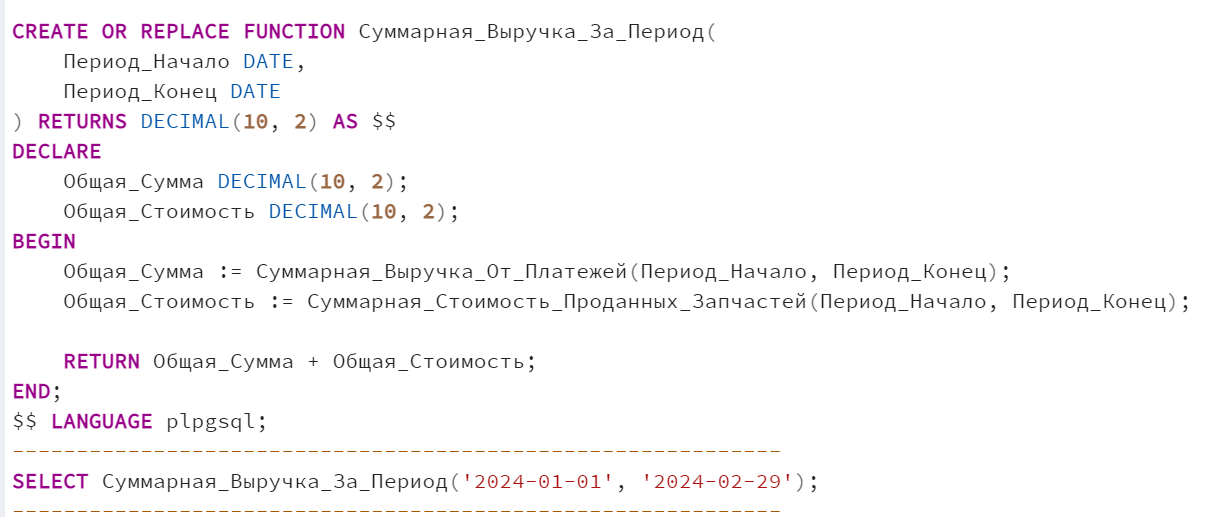 CREATE OR REPLACE FUNCTION Суммарная_Выручка_За_Период(
    Период_Начало DATE,
    Период_Конец DATE
) RETURNS DECIMAL(10, 2) AS $$
DECLARE
    Общая_Сумма DECIMAL(10, 2);
    Общая_Стоимость DECIMAL(10, 2);
BEGIN
    Общая_Сумма := Суммарная_Выручка_От_Платежей(Период_Начало, Период_Конец);
    Общая_Стоимость := Суммарная_Стоимость_Проданных_Запчастей(Период_Начало, Период_Конец);

    RETURN Общая_Сумма + Общая_Стоимость;
END;
$$ LANGUAGE plpgsql;
------------------------------------------------------------
SELECT Суммарная_Выручка_За_Период('2024-01-01', '2024-02-29');
------------------------------------------------------------